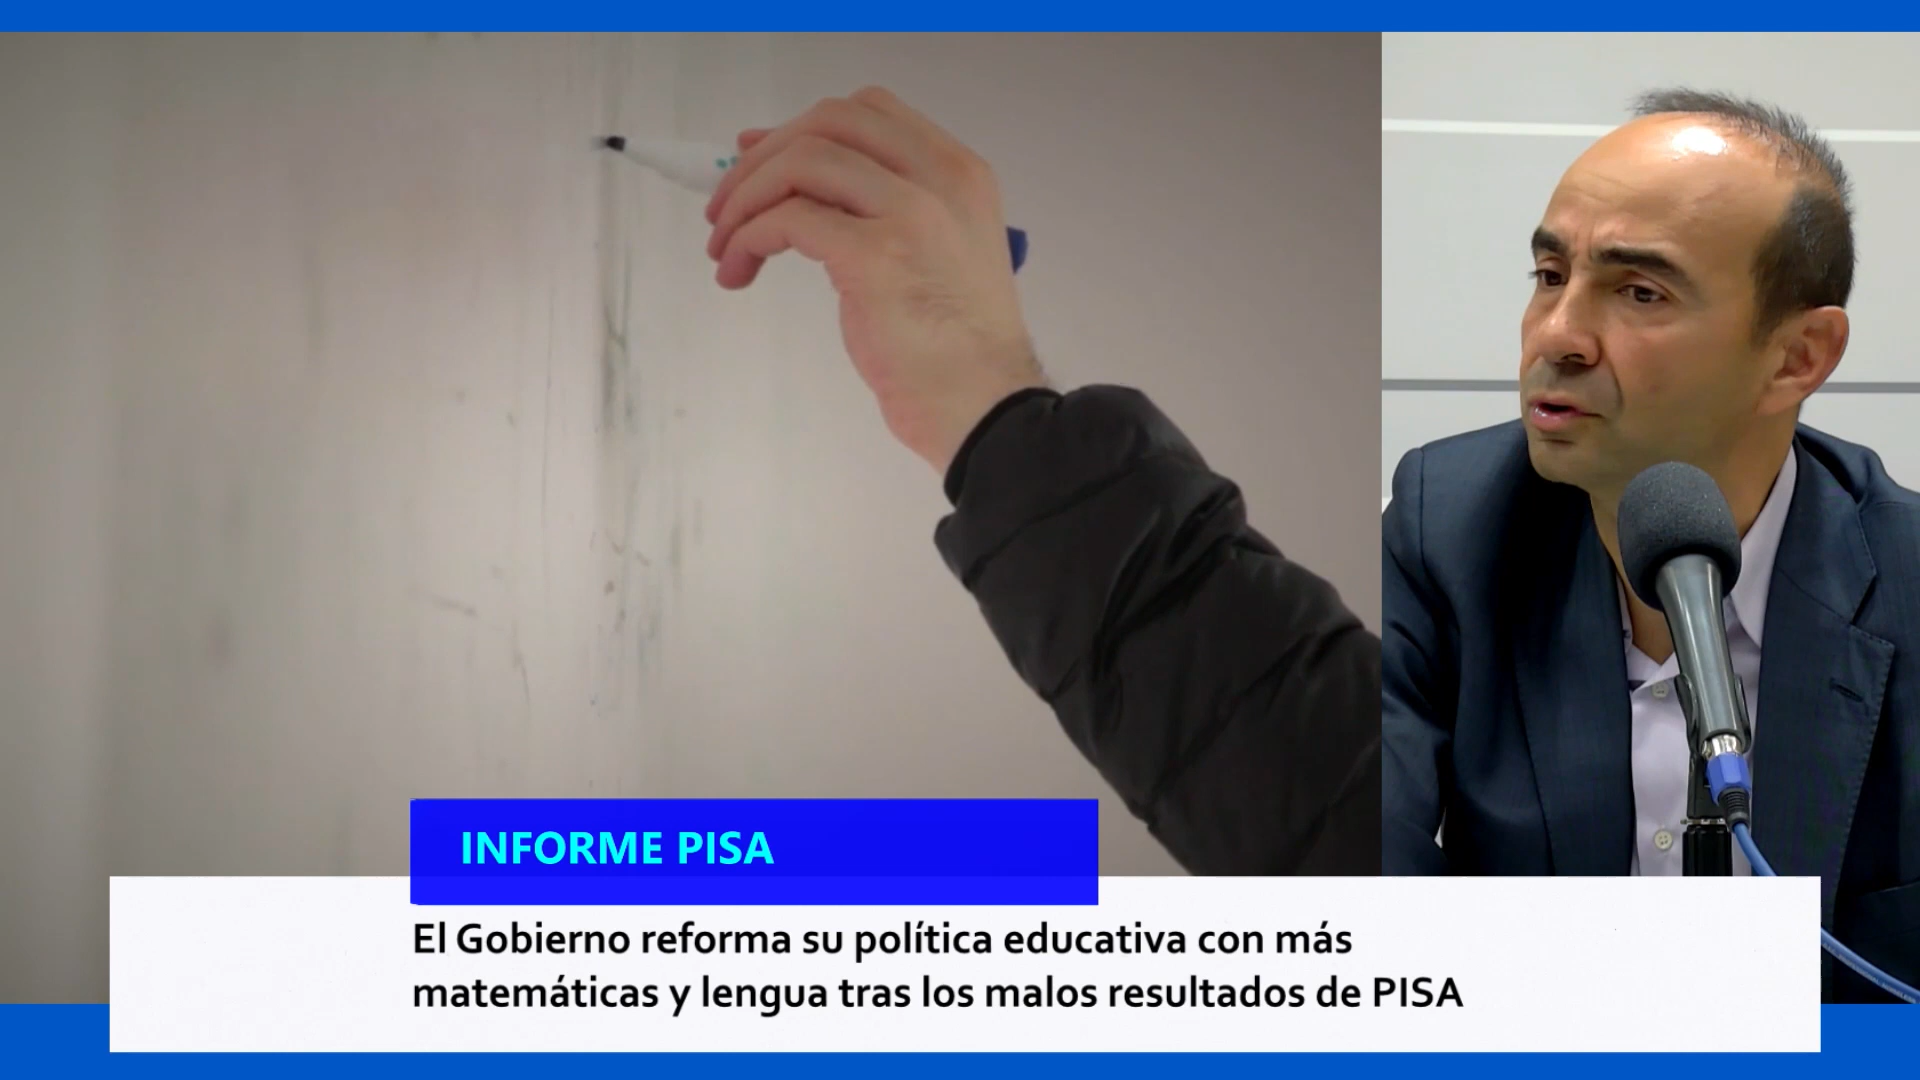 INFORME PISA
El Gobierno reforma su política educativa con más
matemáticas y lengua tras los malos resultados de PISA